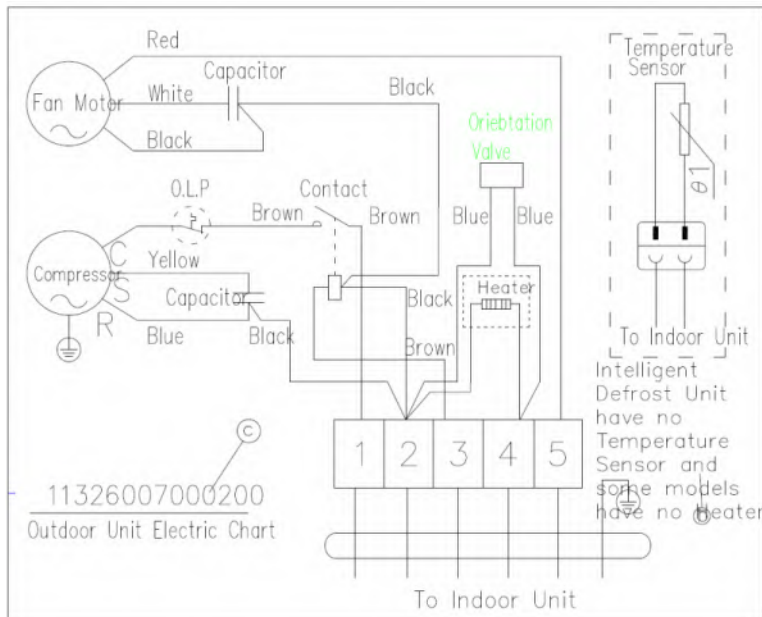 Red
Temperature
Sensor
Capacitor
Fan Motor
White
Black
Black
Oriebtation
Valve
θ1
O.L.P
Contact
Brown
Brown
Blue
Blue
C
Yellow
Compressor
S
Capacitor
Heater
Black
R
Blue
Black
Brown
To Indoor Unit
Intelligent
Defrost Unit
have no
Temperature
Sensor and
some models
have no Heater
1 2 3 4 5
C
11326007000200
Outdoor Unit Electric Chart
To Indoor Unit